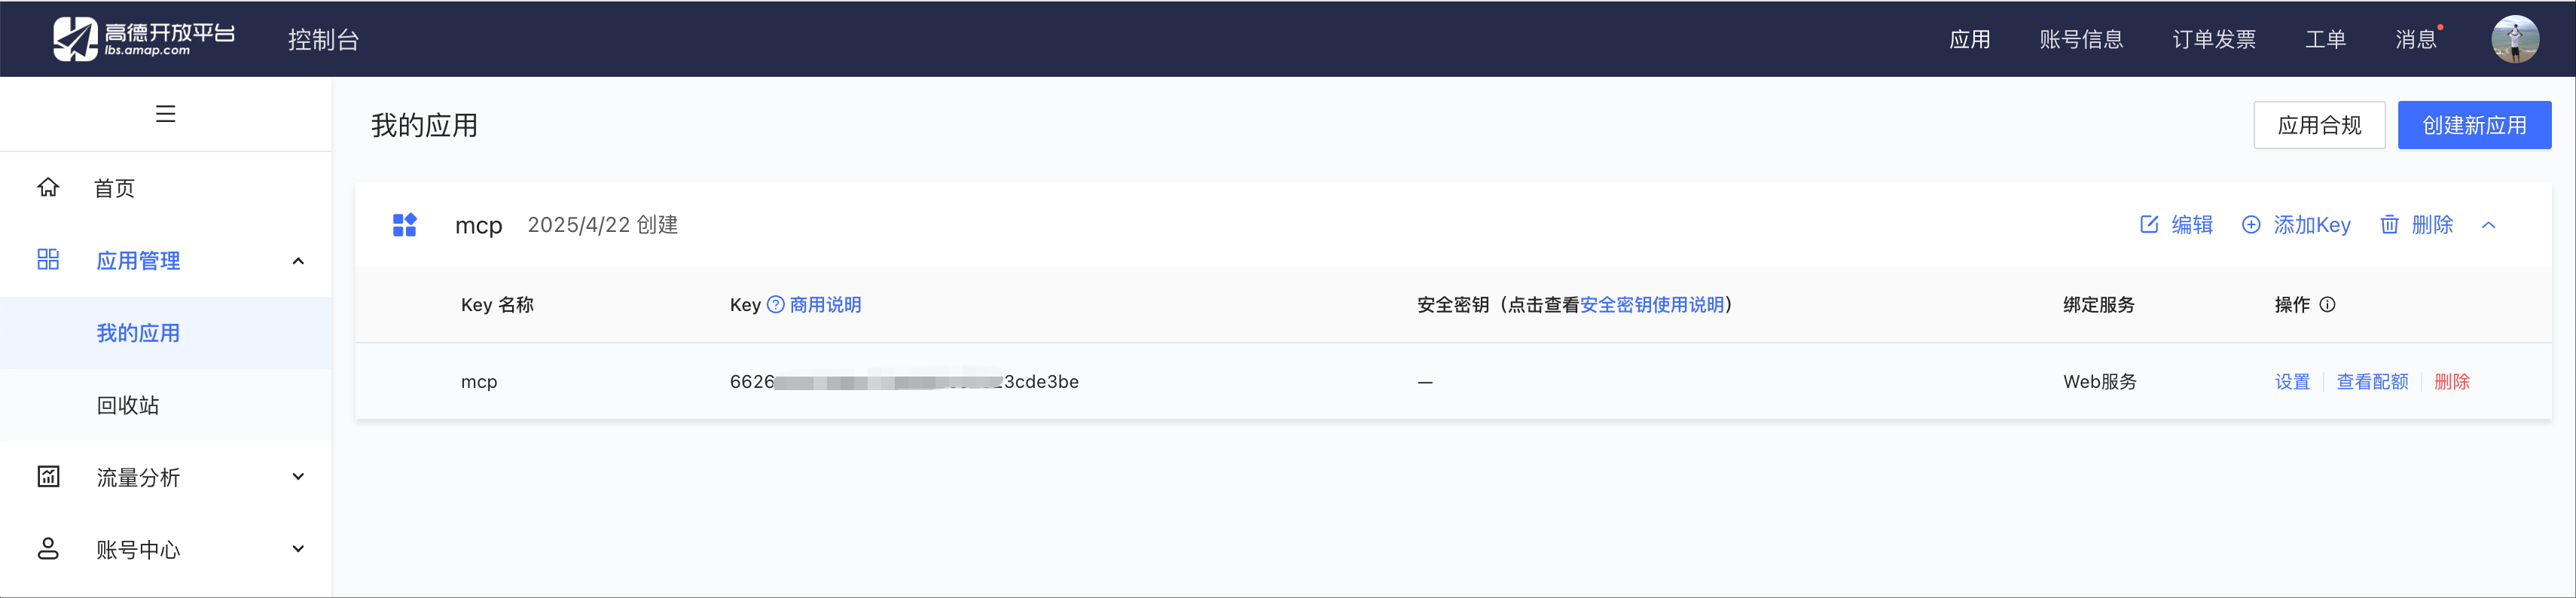 高德开放平台
lbs.amap.com
控制台
应用 账号信息 订单发票 工单 消息
首页
应用管理
我的应用
回收站
流量分析
账号中心
我的应用
应用合规 创建新应用
mcp 2025/4/22 创建 编辑 添加Key 删除
Key 名称 Key 商用说明 安全密钥（点击查看安全密钥使用说明） 绑定服务 操作
mcp 6626 3cde3be — Web服务 设置 查看配额 删除